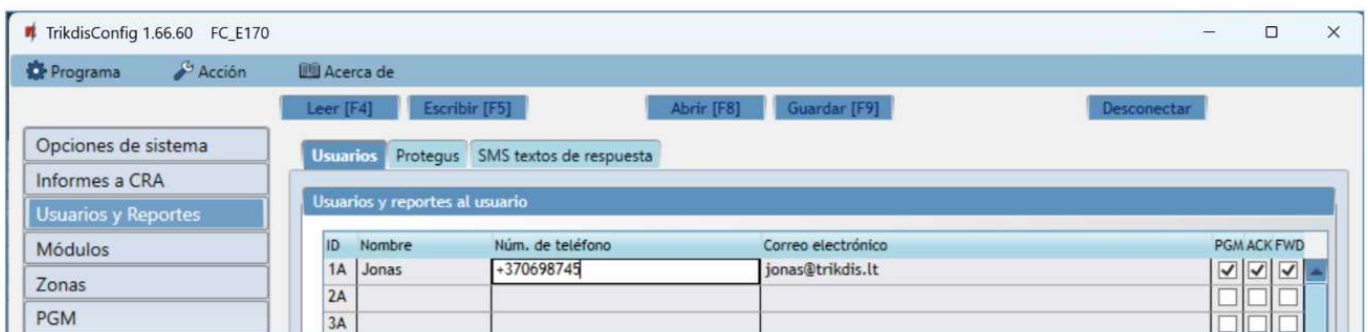 TrikdisConfig 1.66.60 FC_E170
Programa Acción Acerca de
Leer [F4] Escribir [F5] Abrir [F8] Guardar [F9] Desconectar
Opciones de sistema
Informes a CRA
Usuarios y Reportes
Módulos
Zonas
PGM
Usuarios Protegus SMS textos de respuesta
Usuarios y reportes al usuario
ID Nombre Núm. de teléfono Correo electrónico PGM ACK FWD
1A Jonas +370698745 jonas@trikdis.lt
2A
3A